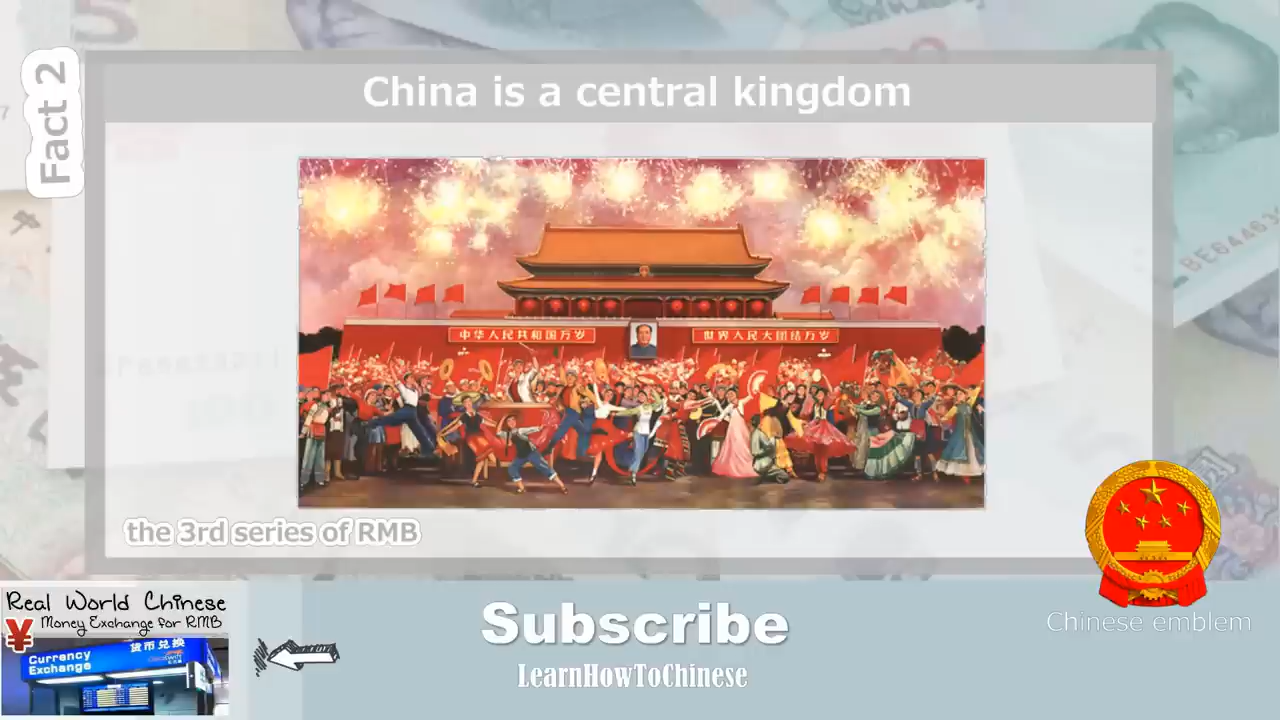 Fact 2
China is a central kingdom
中华人民共和国万岁
世界人民大团结万岁
the 3rd series of RMB
BE64463
Chinese emblem
Real World Chinese
Money Exchange for RMB
¥
货币兑换
Currency
Exchange
Subscribe
LearnHowToChinese